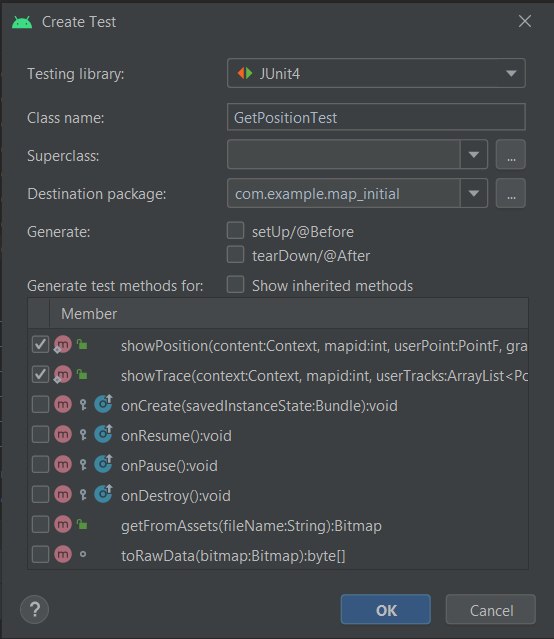 Create Test
Testing library: JUnit4
Class name: GetPositionTest
Superclass: ...
Destination package: com.example.map_initial ...
Generate: setUp/@Before
tearDown/@After
Generate test methods for: Show inherited methods
Member
m showPosition(content:Context, mapid:int, userPoint:PointF, gra
m showTrace(context:Context, mapid:int, userTracks:ArrayList<Po
m onCreate(savedInstanceState:Bundle):void
m onResume():void
m onPause():void
m onDestroy():void
m getFromAssets(fileName:String):Bitmap
m toRawData(bitmap:Bitmap):byte[]
? OK Cancel